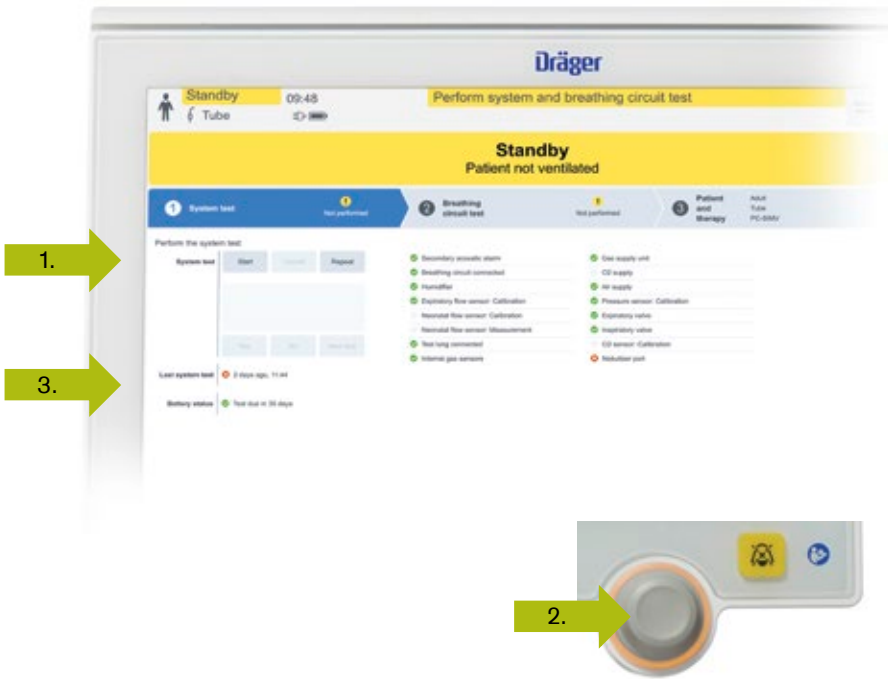 Dräger
Standby
09:48
Perform system and breathing circuit test
Tube
Standby
Patient not ventilated
1 System test
Not performed
2 Breathing
circuit test
Not performed
3 Patient
and
therapy
Adult
Tube
PC-SIMV
Perform the system test:
1.
System test
Start
Cancel
Repeat
Secondary acoustic alarm
Breathing circuit connected
Humidifier
Expiratory flow sensor: Calibration
Neonatal flow sensor: Calibration
Neonatal flow sensor: Measurement
Test lung connected
Internal gas sensors
Gas supply unit
O2 supply
Air supply
Pressure sensor: Calibration
Expiratory valve
Inspiratory valve
Nebulizer port
3.
Last system test
2 days ago, 11:44
Battery status
Test due in 35 days
2.